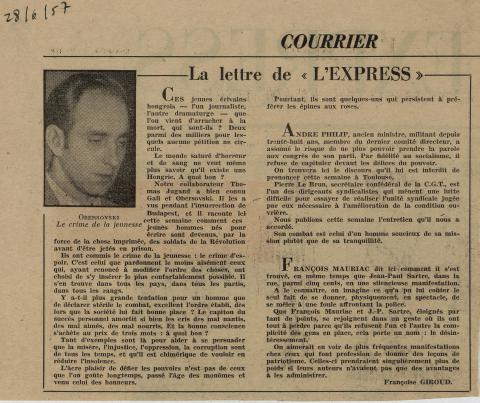 28/6/57
COURRIER
La lettre de « L'EXPRESS »
CES jeunes écrivains
hongrois — l'un journaliste,
l'autre dramaturge — que
l'on vient d'arracher à la
mort, qui sont-ils ? Deux
parmi des milliers pour les-
quels aucune pétition ne cir-
cule.
Le monde saturé d'horreur
et de sang ne veut même
plus savoir qu'il existe une
Hongrie. A quoi bon ?
Notre collaborateur Thomas
a bien connu
Gali et Obersovski. Il les a
vus pendant l'insurrection de
Budapest, et il raconte ici
cette semaine comment ces
jeunes hommes nés pour
écrire sont devenus, par la
force de la chose imprimée, des soldats de la Révolution
avant d'être jetés en prison.
OBERSOVSKI
Le crime de la jeunesse
Ils ont commis le crime de la jeunesse : le crime d'es-
poir. C'est celui que pardonnent le moins aisément ceux
qui, ayant renoncé à modifier l'ordre des choses, ont
choisi de s'y insérer le plus confortablement possible. Il
s'en trouve dans tous les pays, dans tous les partis,
dans tous les rangs.
Y a-t-il plus grande tentation pour un homme que
de déclarer stérile le combat, excellent l'ordre établi, dès
lors que la société lui fait bonne place ? Le capiton du
succès personnel amortit si bien les cris des mal nantis,
des mal aimés, des mal nourris. Et la bonne conscience
s'achète au prix de trois mots : à quoi bon ?
Tant d'exemples sont là pour aider à se persuader
que la misère, l'injustice, l'oppression, la corruption sont
de tous les temps, et qu'il est chimérique de vouloir en
réduire l'insolence.
L'âcre plaisir de défier les pouvoirs n'est pas de ceux
que l'on goûte longtemps, passé l'âge des monômes et
venu celui des honneurs.
Pourtant, ils sont quelques-uns qui persistent à pré-
férer les épines aux roses.
ANDRE PHILIP, ancien ministre, militant depuis
trente-huit ans, membre du dernier comité directeur, a
assumé le risque de ne plus pouvoir prendre la parole
aux congrès de son parti. Par fidélité au socialisme, il
refuse de capituler devant les délices du pouvoir.
On trouvera ici le discours qu'il lui est interdit de
prononcer cette semaine à Toulouse.
Pierre Le Brun, secrétaire confédéral de la C.G.T., est
l'un des dirigeants syndicalistes qui mènent une lutte
difficile pour essayer de réaliser l'unité syndicale jugée
par eux nécessaire à l'amélioration de la condition ou-
vrière.
Nous publions cette semaine l'entretien qu'il nous a
accordé.
Son combat est celui d'un homme soucieux de sa mis-
sion plutôt que de sa tranquillité.
FRANÇOIS MAURIAC dit ici comment il s'est
trouvé, en même temps que Jean-Paul Sartre, dans la
rue, parmi cinq cents, en une silencieuse manifestation.
A le connaître, on imagine ce qu'a pu lui coûter le
seul fait de se donner, physiquement, en spectacle, de
se mêler à une foule affrontant la police.
Que François Mauriac et J.-P. Sartre, éloignés par
tant de points, se rejoignent dans un geste où ils ont
tout à perdre parce qu'ils refusent l'un et l'autre la com-
plicité des gens en place, cela porte un nom : le désin-
téressement.
On aimerait en voir de plus fréquentes manifestations
chez ceux qui font profession de donner des leçons de
patriotisme. Celles-ci prendraient singulièrement plus de
poids si leurs auteurs n'avaient pas que des avantages
à les administrer.
Françoise GIROUD.